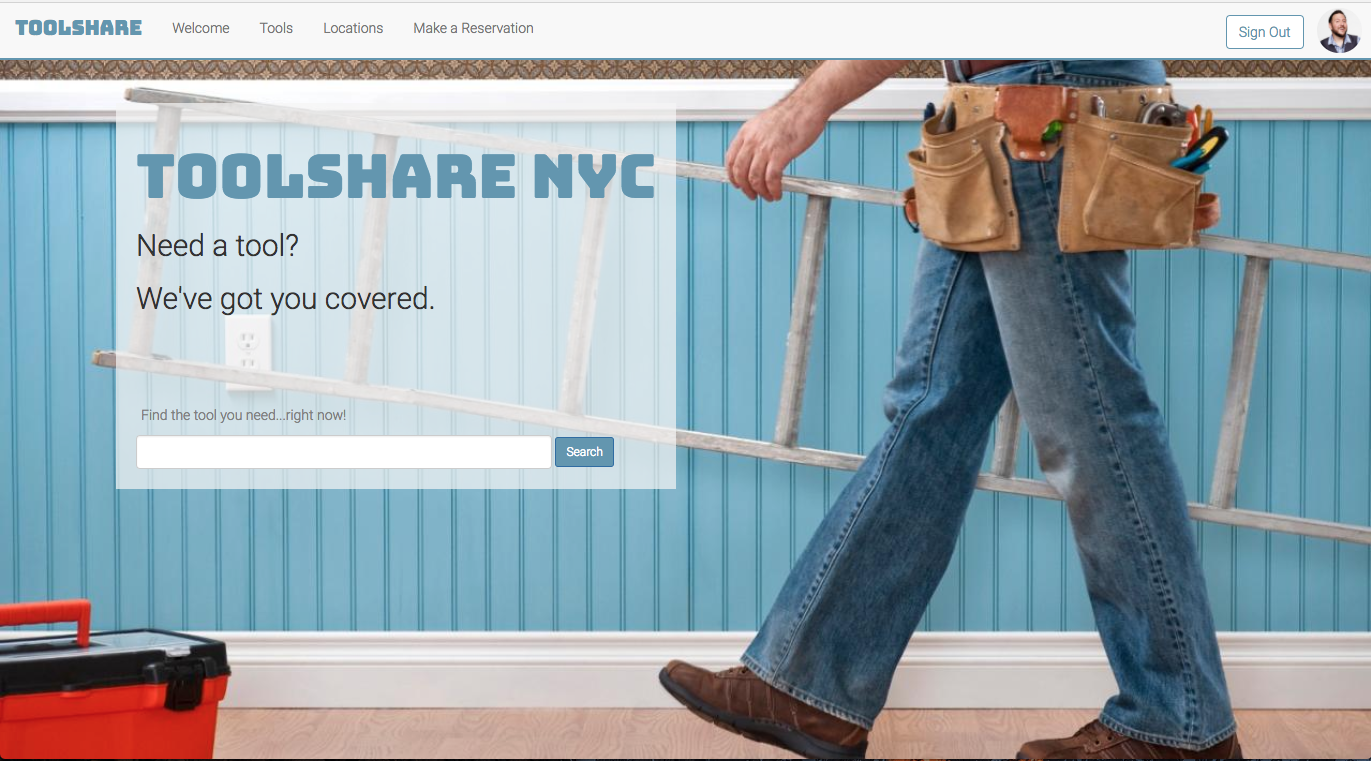 TOOLSHARE
Welcome
Tools
Locations
Make a Reservation
Sign Out
TOOLSHARE NYC
Need a tool?
We've got you covered.
Find the tool you need...right now!
Search